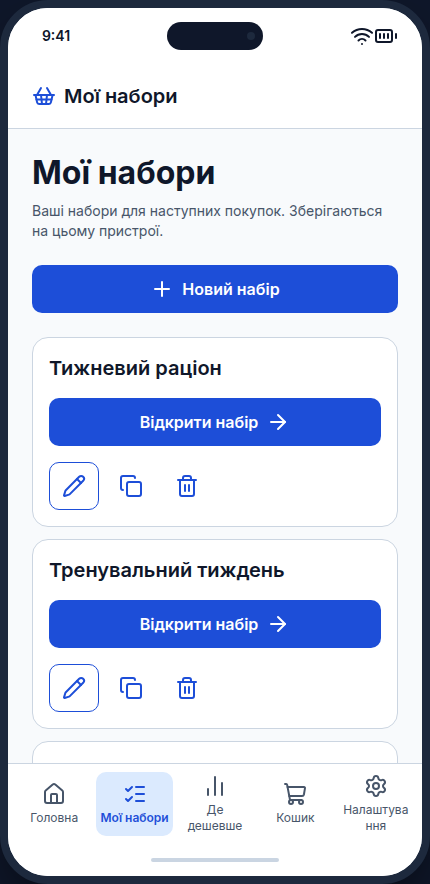 9:41
Мої набори
Мої набори
Ваші набори для наступних покупок. Зберігаються
на цьому пристрої.
Новий набір
Тижневий раціон
Відкрити набір
Тренувальний тиждень
Відкрити набір
Головна
Мої набори
Де
дешевше
Кошик
Налаштува
ння